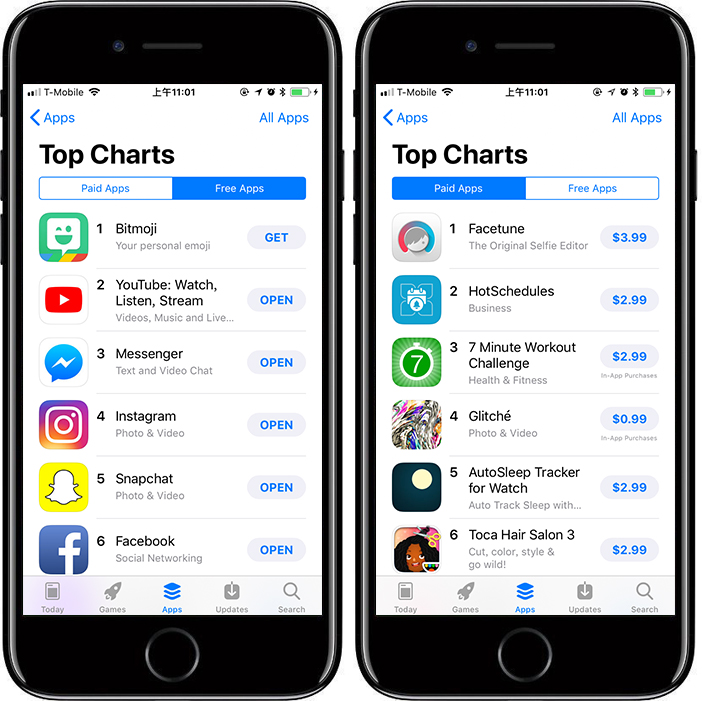 T-Mobile 上午11:01
Apps All Apps
Top Charts
Paid Apps Free Apps
1 Bitmoji
Your personal emoji
GET
2 YouTube: Watch,
Listen, Stream
Videos, Music and Live...
OPEN
3 Messenger
Text and Video Chat
OPEN
4 Instagram
Photo & Video
OPEN
5 Snapchat
Photo & Video
OPEN
6 Facebook
Social Networking
OPEN
Today Games Apps Updates Search
T-Mobile 上午11:01
Apps All Apps
Top Charts
Paid Apps Free Apps
1 Facetune
The Original Selfie Editor
$3.99
2 HotSchedules
Business
$2.99
7
3 7 Minute Workout
Challenge
Health & Fitness
$2.99
In-App Purchases
4 Glitché
Photo & Video
$0.99
In-App Purchases
5 AutoSleep Tracker
for Watch
Auto Track Sleep with...
$2.99
6 Toca Hair Salon 3
Cut, color, style &
go wild!
$2.99
Today Games Apps Updates Search